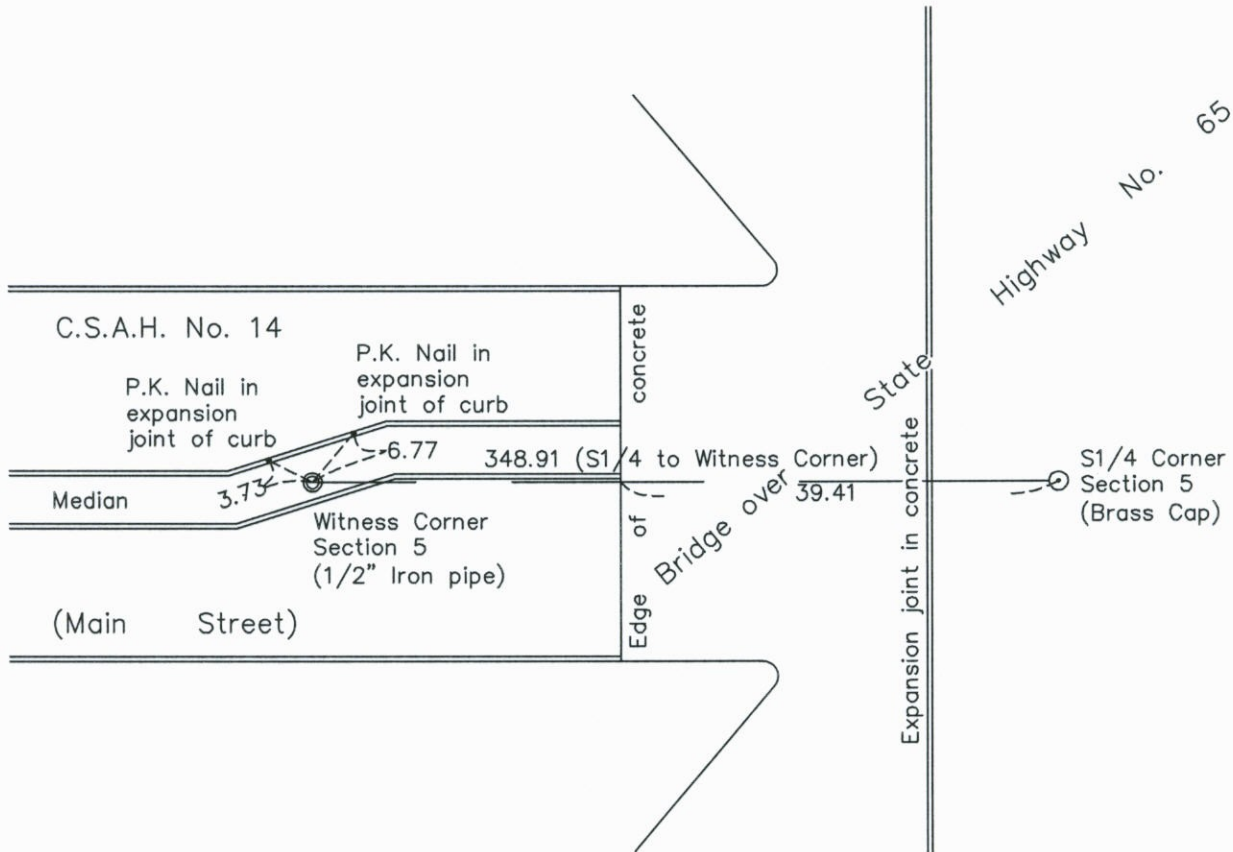 65
No.
Highway
State
Bridge over
C.S.A.H. No. 14
P.K. Nail in
expansion
joint of curb
P.K. Nail in
expansion
joint of curb
concrete
of
Edge
6.77
3.73
348.91 (S1/4 to Witness Corner)
39.41
Median
Witness Corner
Section 5
(1/2" Iron pipe)
(Main Street)
Expansion joint in concrete
S1/4 Corner
Section 5
(Brass Cap)